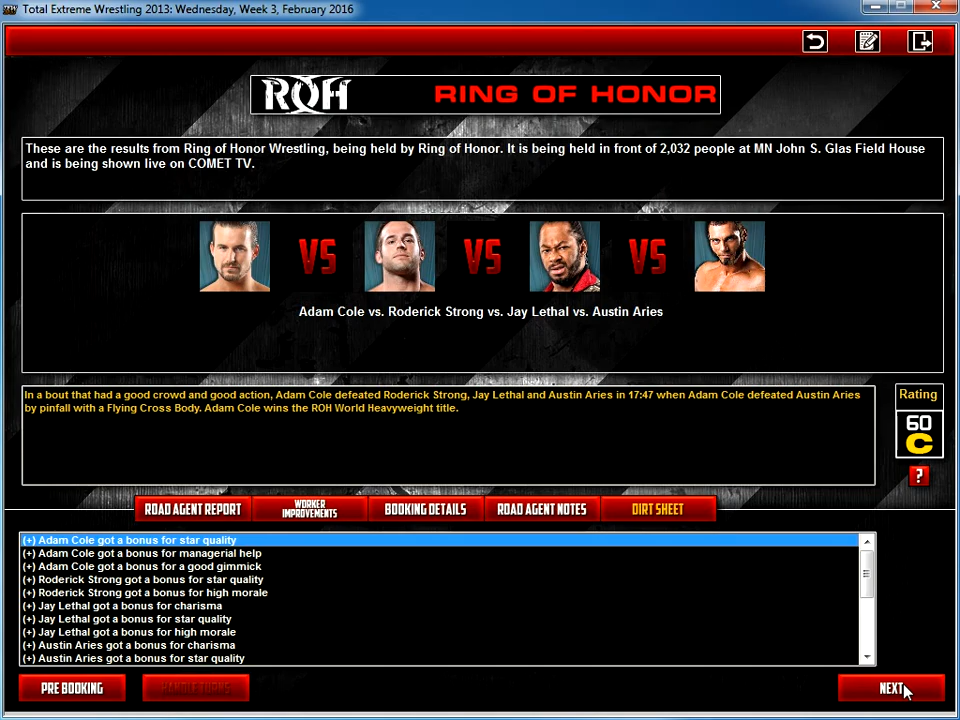 Total Extreme Wrestling 2013: Wednesday, Week 3, February 2016
ROH RING OF HONOR
These are the results from Ring of Honor Wrestling, being held by Ring of Honor. It is being held in front of 2,032 people at MN John S. Glas Field House
and is being shown live on COMET TV.
VS VS VS
Adam Cole vs. Roderick Strong vs. Jay Lethal vs. Austin Aries
In a bout that had a good crowd and good action, Adam Cole defeated Roderick Strong, Jay Lethal and Austin Aries in 17:47 when Adam Cole defeated Austin Aries
by pinfall with a Flying Cross Body. Adam Cole wins the ROH World Heavyweight title.
Rating
60
C
?
ROAD AGENT REPORT
WORKER
IMPROVEMENTS
BOOKING DETAILS
ROAD AGENT NOTES
DIRT SHEET
(+) Adam Cole got a bonus for star quality
(+) Adam Cole got a bonus for managerial help
(+) Adam Cole got a bonus for a good gimmick
(+) Roderick Strong got a bonus for star quality
(+) Roderick Strong got a bonus for high morale
(+) Jay Lethal got a bonus for charisma
(+) Jay Lethal got a bonus for star quality
(+) Jay Lethal got a bonus for high morale
(+) Austin Aries got a bonus for charisma
(+) Austin Aries got a bonus for star quality
PRE BOOKING
HANDLE TURNS
NEXT